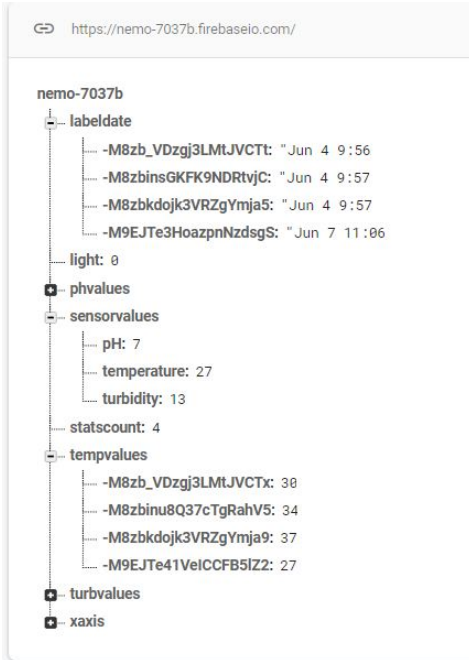 https://nemo-7037b.firebaseio.com/
nemo-7037b
labeldate
-M8zb_VDzgj3LMtJVCTt: "Jun 4 9:56
-M8zbinsGKFK9NDRtvjC: "Jun 4 9:57
-M8zbkdojk3VRZgYmja5: "Jun 4 9:57
-M9EJTe3HoazpnNzdsgS: "Jun 7 11:06
light: 0
phvalues
sensorvalues
pH: 7
temperature: 27
turbidity: 13
statscount: 4
tempvalues
-M8zb_VDzgj3LMtJVCTx: 30
-M8zbinu8Q37cTgRahV5: 34
-M8zbkdojk3VRZgYmja9: 37
-M9EJTe41VeICCFB5lZ2: 27
turbvalues
xaxis